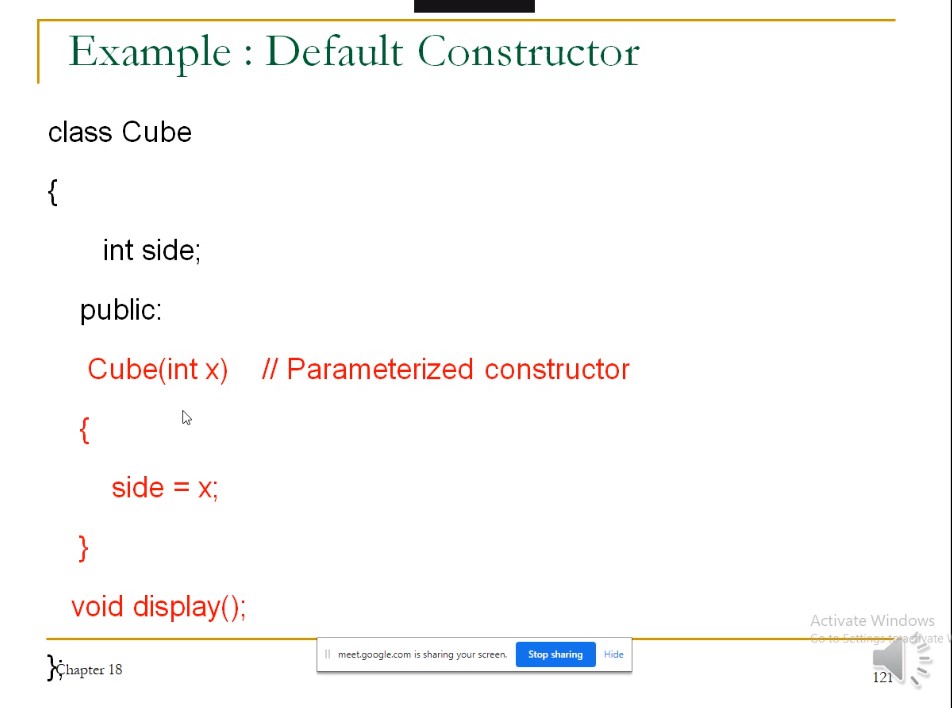 Example : Default Constructor
class Cube
{
int side;
public:
Cube(int x) // Parameterized constructor
{
side = x;
}
void display();
};
Chapter 18
121
meet.google.com is sharing your screen.
Stop sharing
Hide
Activate Windows
Go to Settings to activate